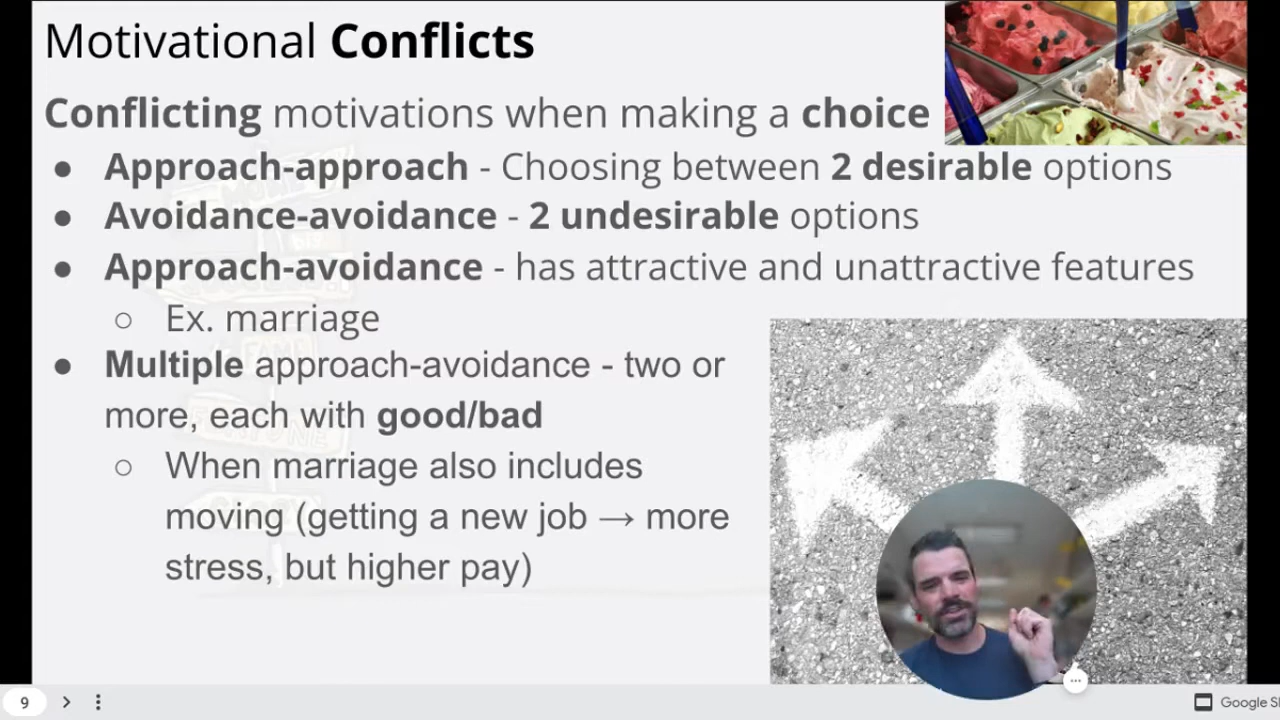 Motivational Conflicts
Conflicting motivations when making a choice
● Approach-approach - Choosing between 2 desirable options
● Avoidance-avoidance - 2 undesirable options
● Approach-avoidance - has attractive and unattractive features
○ Ex. marriage
● Multiple approach-avoidance - two or
more, each with good/bad
○ When marriage also includes
moving (getting a new job → more
stress, but higher pay)
9
Google